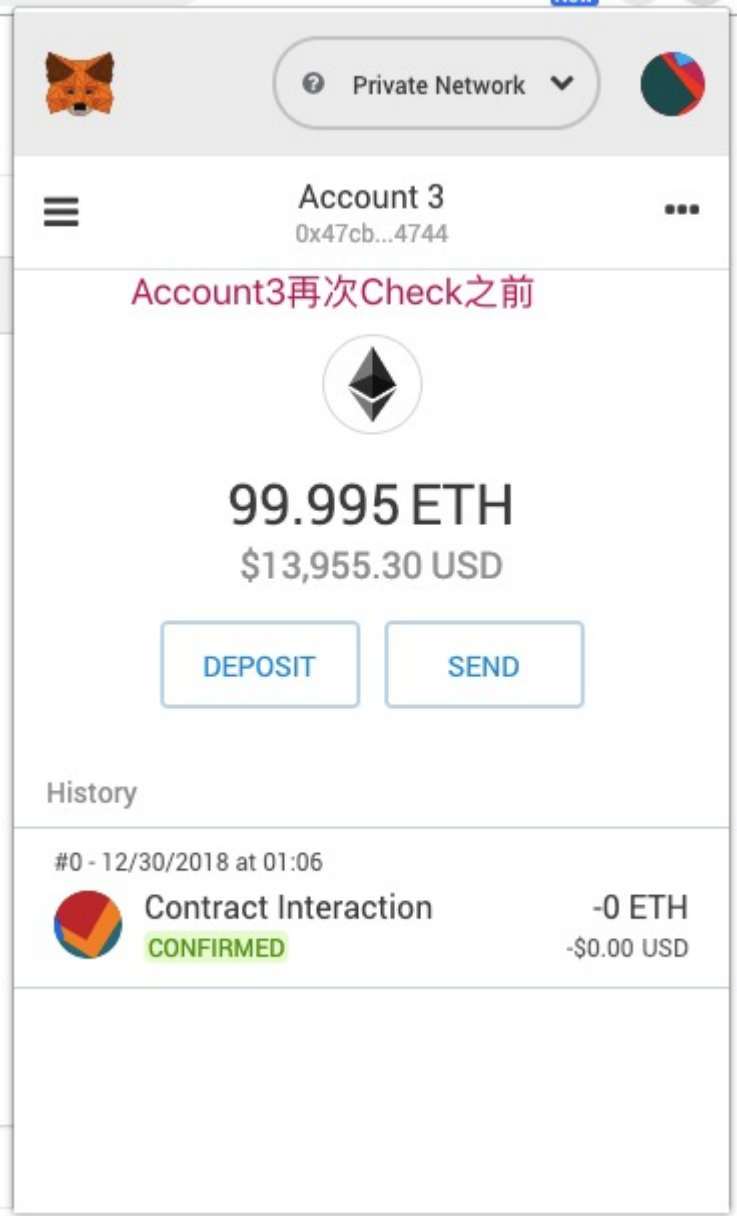 New
Private Network
Account 3
0x47cb...4744
Account3再次Check之前
99.995 ETH
$13,955.30 USD
DEPOSIT
SEND
History
#0 - 12/30/2018 at 01:06
Contract Interaction
-0 ETH
CONFIRMED
-$0.00 USD